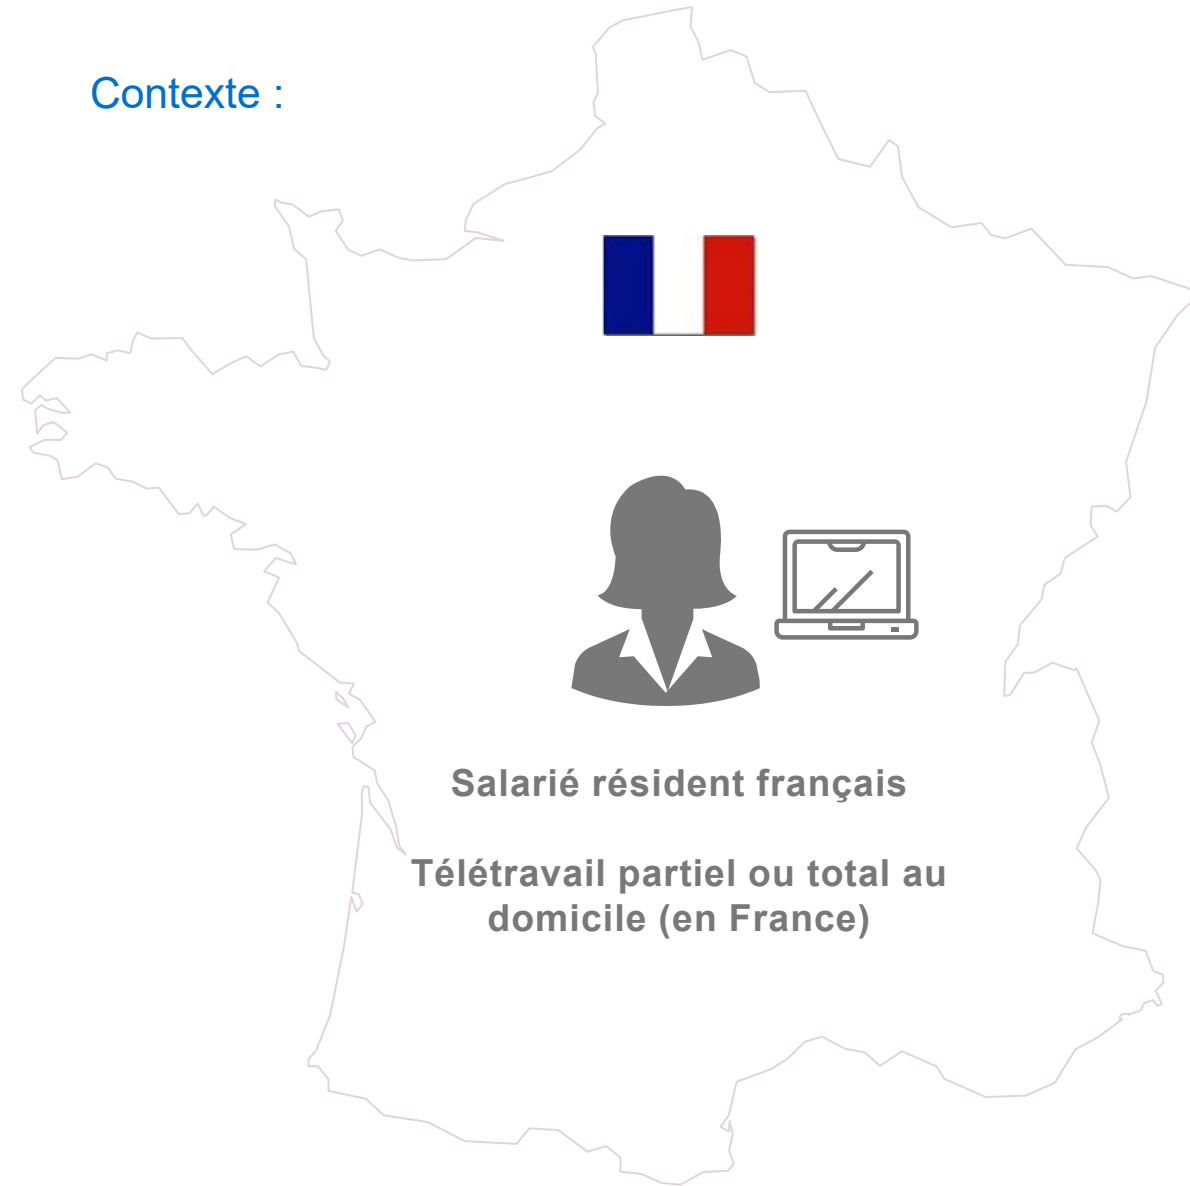 Contexte :
Salarié résident français
Télétravail partiel ou total au
domicile (en France)